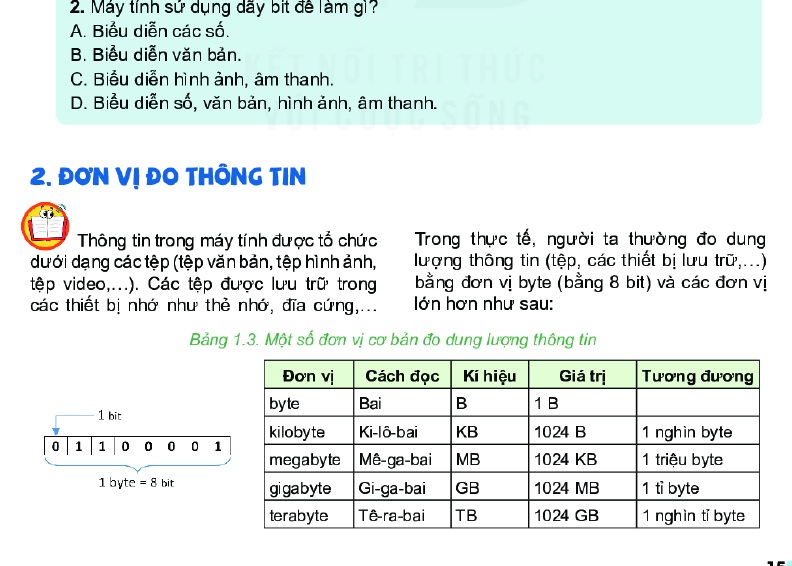 2. Máy tính sử dụng dãy bit để làm gì?
A. Biểu diễn các số.
B. Biểu diễn văn bản.
C. Biểu diễn hình ảnh, âm thanh.
D. Biểu diễn số, văn bản, hình ảnh, âm thanh.
KẾT NỐI TRI THỨC
VỚI CUỘC SỐNG
2. ĐƠN VỊ ĐO THÔNG TIN
Thông tin trong máy tính được tổ chức
dưới dạng các tệp (tệp văn bản, tệp hình ảnh,
tệp video,…). Các tệp được lưu trữ trong
các thiết bị nhớ như thẻ nhớ, đĩa cứng,…
Trong thực tế, người ta thường đo dung
lượng thông tin (tệp, các thiết bị lưu trữ,…)
bằng đơn vị byte (bằng 8 bit) và các đơn vị
lớn hơn như sau:
Bảng 1.3. Một số đơn vị cơ bản đo dung lượng thông tin
1 bit
0 1 1 0 0 0 0 1
1 byte = 8 bit
Đơn vị Cách đọc Kí hiệu Giá trị Tương đương
byte Bai B 1 B
kilobyte Ki-lô-bai KB 1024 B 1 nghìn byte
megabyte Mê-ga-bai MB 1024 KB 1 triệu byte
gigabyte Gi-ga-bai GB 1024 MB 1 tỉ byte
terabyte Tê-ra-bai TB 1024 GB 1 nghìn tỉ byte